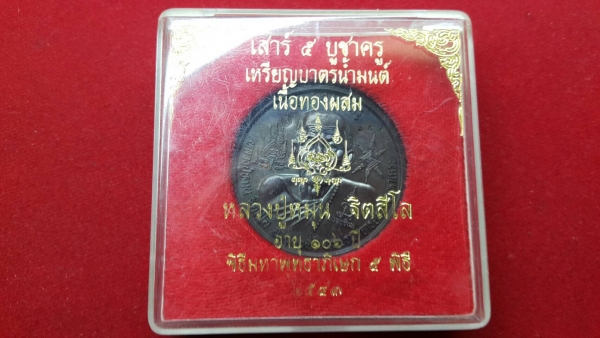 เสาร์ ๕ บูชาครู
เหรียญบาตรน้ำมนต์
เนื้อทองผสม
หลวงปู่หมุน ฐิตสีโล
อายุ ๑๐๖ ปี
พิธีมหาพุทธาภิเษก ๕ พิธี
๒๕๔๓